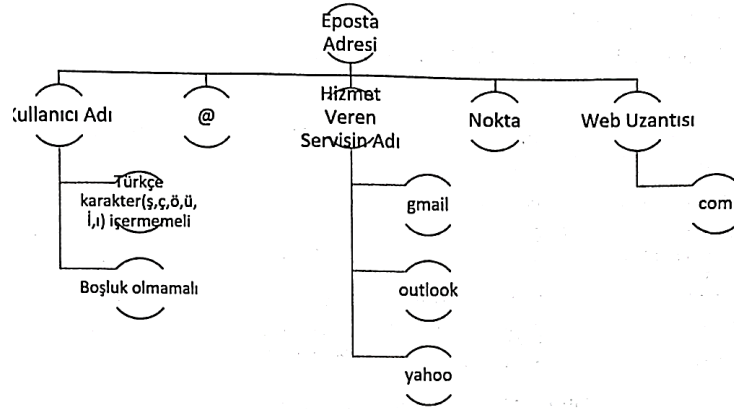 Eposta
Adresi
Kullanıcı Adı
@
Hizmet
Veren
Servisin Adı
Nokta
Web Uzantısı
Türkçe
karakter(ş,ç,ö,ü,
İ,ı) içermemeli
Boşluk olmamalı
gmail
outlook
yahoo
com